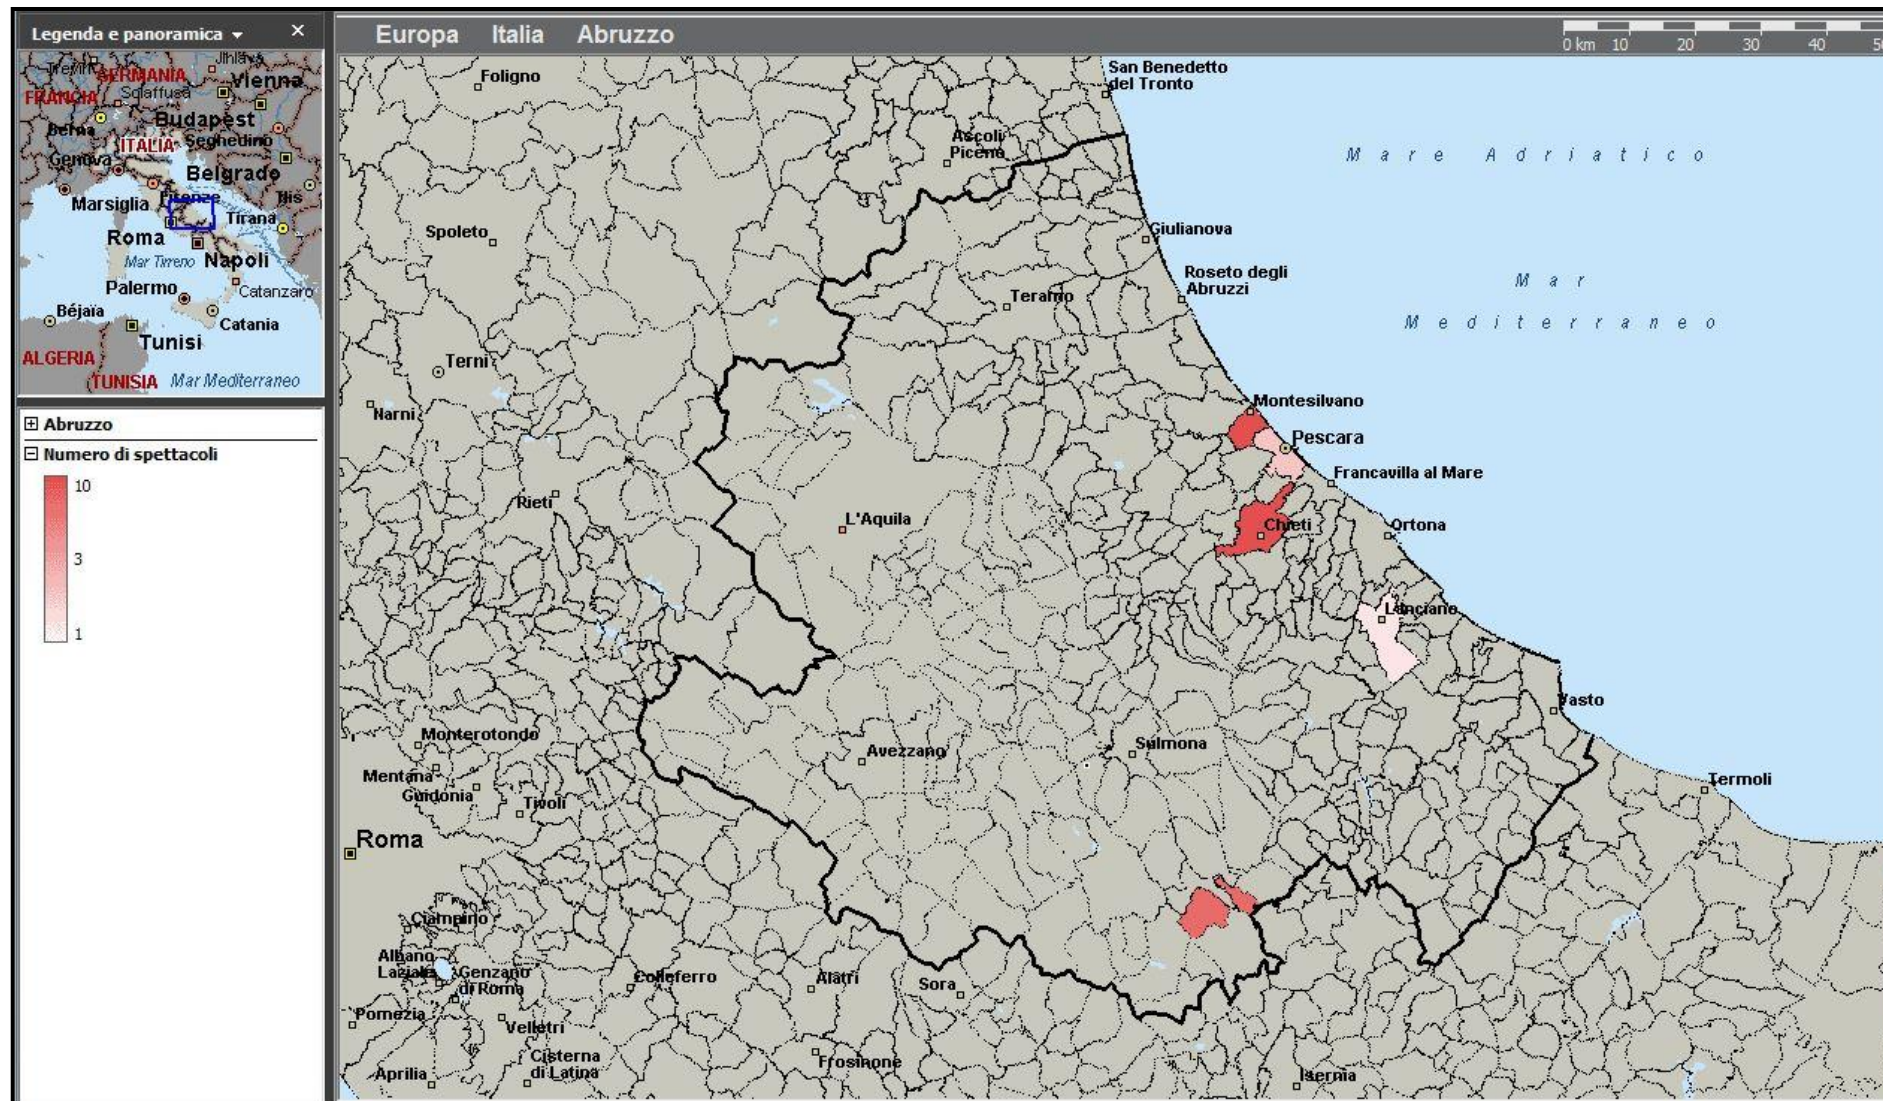 Legenda e panoramica
Europa Italia Abruzzo
0 km 10 20 30 40
GERMANIA
Vienna
FRANCIA
Sciaffusa
Budapest
Berna
ITALIA
Seghedino
Genova
Belgrado
Marsiglia
Firenze
Nis
Tirana
Roma
Mar Tirreno
Napoli
Palermo
Catanzaro
Béjaïa
Catania
Tunisi
ALGERIA
TUNISIA
Mar Mediterraneo
Abruzzo
Numero di spettacoli
10
3
1
Foligno
San Benedetto
del Tronto
Ascoli
Piceno
Mare Adriatico
Spoleto
Giulianova
Roseto degli
Abruzzi
Mar
Mediterraneo
Teramo
Terni
Narni
Montesilvano
Pescara
Francavilla al Mare
Rieti
L'Aquila
Chieti
Ortona
Lanciano
Vasto
Monterotondo
Avezzano
Sulmona
Mentana
Guidonia
Tivoli
Termoli
Roma
Ciampino
Albano
Laziale
Genzano
di Roma
Colleferro
Alatri
Sora
Pomezia
Velletri
Cisterna
di Latina
Frosinone
Aprilia
Isernia